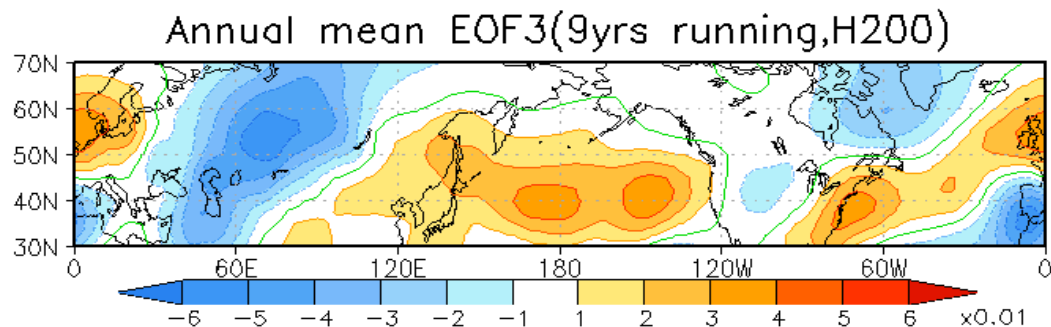 Annual mean EOF3(9yrs running,H200)
70N
60N
50N
40N
30N
0 60E 120E 180 120W 60W 0
-6 -5 -4 -3 -2 -1 1 2 3 4 5 6 x0.01